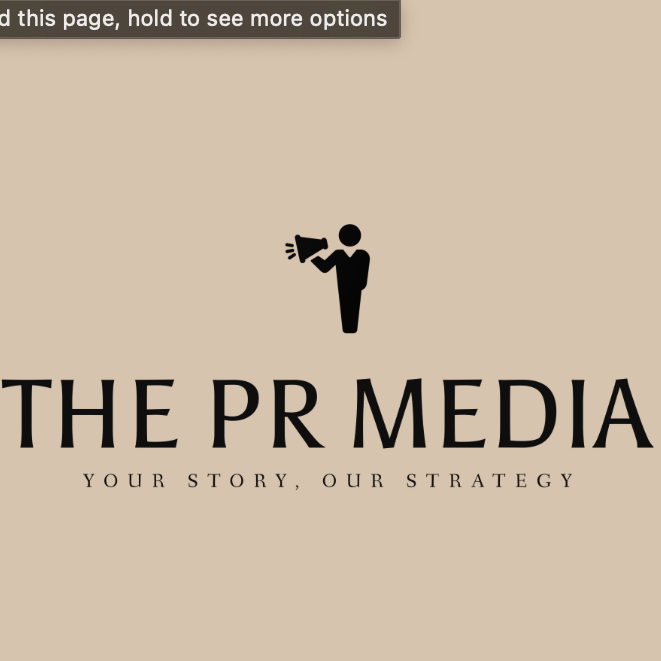 d this page, hold to see more options
THE PR MEDIA
YOUR STORY, OUR STRATEGY